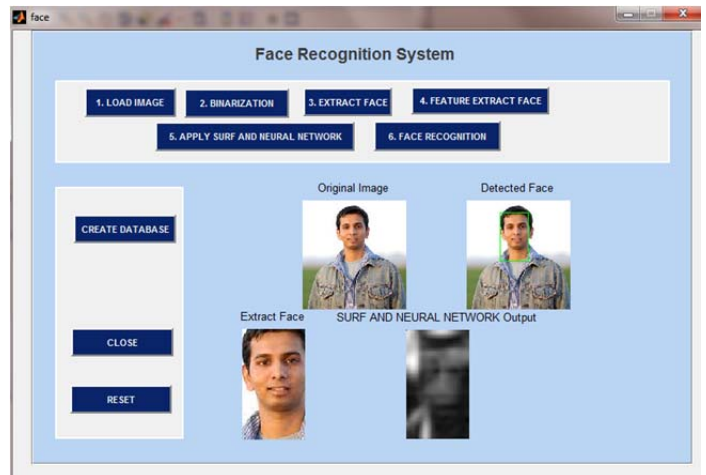 face
Face Recognition System
1. LOAD IMAGE
2. BINARIZATION
3. EXTRACT FACE
4. FEATURE EXTRACT FACE
5. APPLY SURF AND NEURAL NETWORK
6. FACE RECOGNITION
Original Image
Detected Face
CREATE DATABASE
Extract Face
SURF AND NEURAL NETWORK Output
CLOSE
RESET